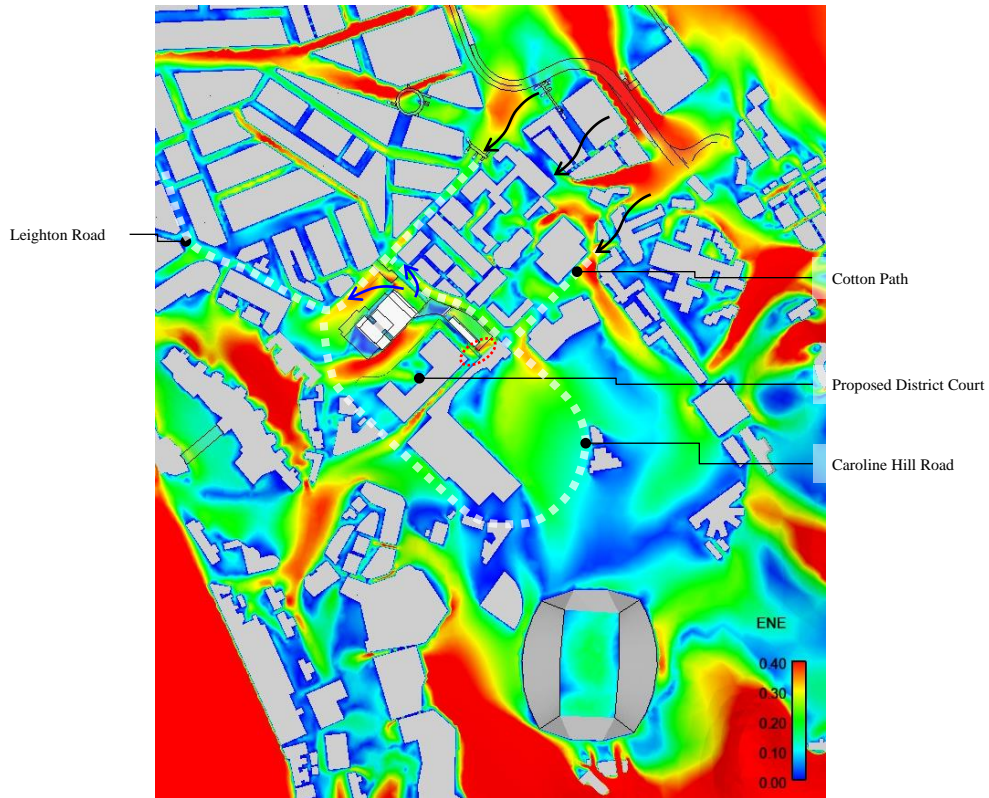 Leighton Road
Cotton Path
Proposed District Court
Caroline Hill Road
ENE
0.40
0.30
0.20
0.10
0.00